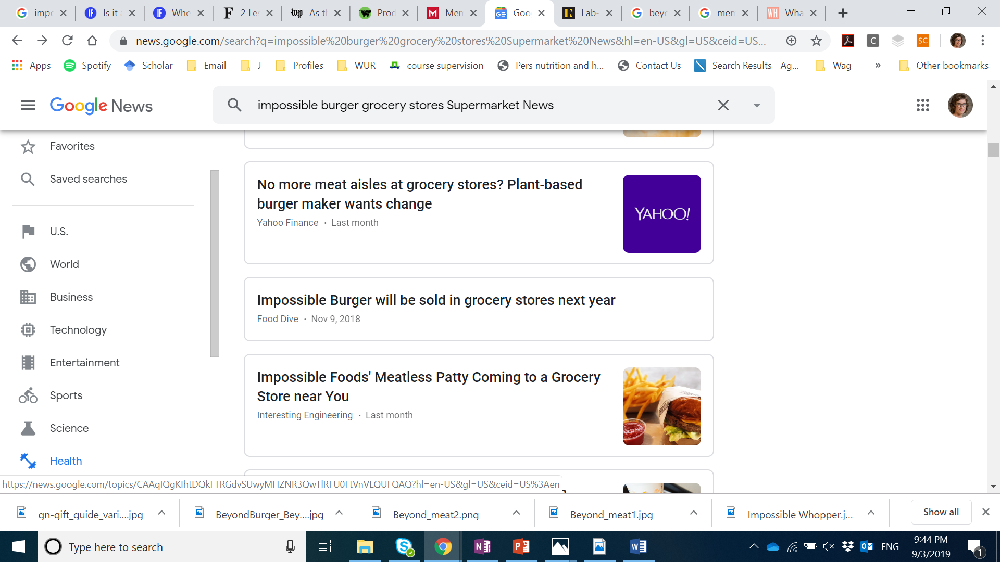 impo
Is it a
Whe
2 Les
As th
Prod
Men
Goo
Lab-
beyo
men
Wha
news.google.com/search?q=impossible%20burger%20grocery%20stores%20Supermarket%20News&hl=en-US&gl=US&ceid=US...
Apps
Spotify
Scholar
Email
J
Profiles
WUR
course supervision
Pers nutrition and h...
Contact Us
Search Results - Ag...
Wag
»
Other bookmarks
Google News
impossible burger grocery stores Supermarket News
Favorites
Saved searches
U.S.
World
Business
Technology
Entertainment
Sports
Science
Health
No more meat aisles at grocery stores? Plant-based
burger maker wants change
Yahoo Finance · Last month
YAHOO!
Impossible Burger will be sold in grocery stores next year
Food Dive · Nov 9, 2018
Impossible Foods' Meatless Patty Coming to a Grocery
Store near You
Interesting Engineering · Last month
https://news.google.com/topics/CAAqIQgKIhtDQkFTRGdvSUwyMHZNR3QwTlRFU0FtVnVLQUFQAQ?hl=en-US&gl=US&ceid=US%3Aen
gn-gift_guide_vari....jpg
BeyondBurger_Bey....jpg
Beyond_meat2.png
Beyond_meat1.jpg
Impossible Whopper.j...
Show all
Type here to search
ENG
9:44 PM
9/3/2019
1